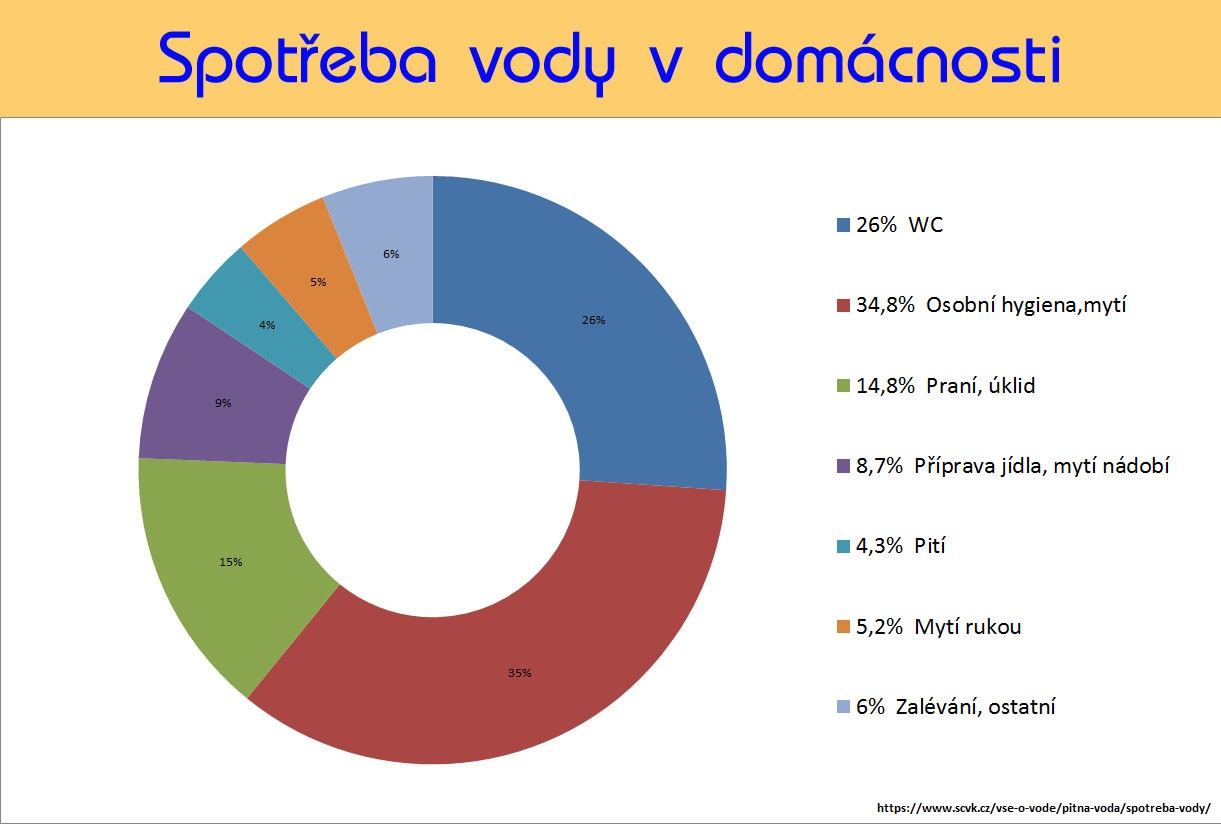 Spotřeba vody v domácnosti
6%
26%
5%
4%
9%
15%
35%
26%  WC
34,8%  Osobní hygiena,mytí
14,8%  Praní, úklid
8,7%  Příprava jídla, mytí nádobí
4,3%  Pití
5,2%  Mytí rukou
6%  Zalévání, ostatní
https://www.scvk.cz/vse-o-vode/pitna-voda/spotreba-vody/